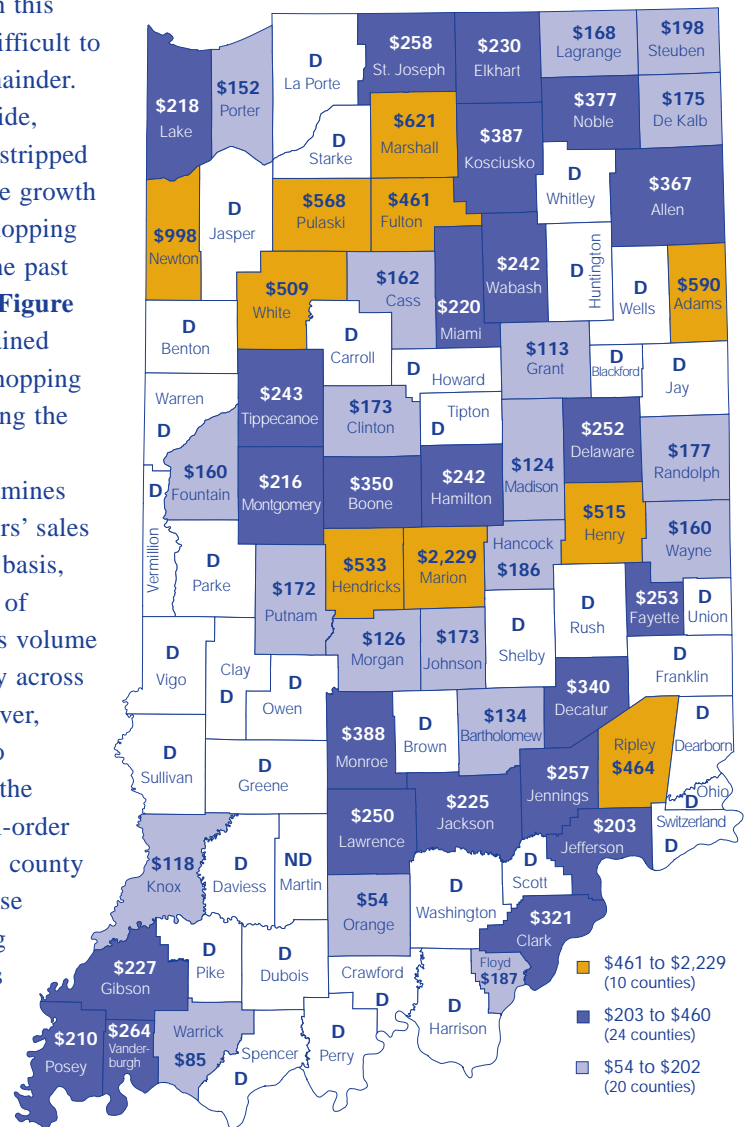 n this
ifficult to
nainder.
ide,
stripped
e growth
hopping
ne past
Figure
ined
hopping
ing the
amines
ers' sales
basis,
of
s volume
y across
ver,
o
the
l-order
county
se
g
s
$218
Lake
$152
Porter
D
La Porte
$258
St. Joseph
$230
Elkhart
$168
Lagrange
$198
Steuben
D
Starke
$621
Marshall
$387
Kosciusko
$377
Noble
$175
De Kalb
$998
Newton
D
Jasper
$568
Pulaski
$461
Fulton
D
Whitley
$367
Allen
$509
White
$162
Cass
$220
Miami
$242
Wabash
D
Huntington
D
Wells
$590
Adams
D
Benton
D
Carroll
D
Howard
$113
Grant
D
Blackford
D
Jay
Warren
D
$243
Tippecanoe
$173
Clinton
Tipton
D
$252
Delaware
$177
Randolph
$160
Fountain
$216
Montgomery
$350
Boone
$242
Hamilton
$124
Madison
D
Vermillion
D
Parke
$172
Putnam
$533
Hendricks
$2,229
Marion
Hancock
$186
$515
Henry
$160
Wayne
D
Vigo
Clay
D
D
Owen
$126
Morgan
$173
Johnson
D
Shelby
D
Rush
$253
Fayette
D
Union
D
Franklin
D
Sullivan
D
Greene
$388
Monroe
D
Brown
$134
Bartholomew
$340
Decatur
Ripley
$464
D
Dearborn
Ohio
D
$118
Knox
D
Daviess
ND
Martin
$250
Lawrence
$225
Jackson
$257
Jennings
$203
Jefferson
Switzerland
D
$54
Orange
D
Washington
D
Scott
$321
Clark
$227
Gibson
D
Pike
D
Dubois
Crawford
D
D
Harrison
Floyd
$187
$210
Posey
$264
Vander-
burgh
Warrick
$85
Spencer
D
D
Perry
$461 to $2,229
(10 counties)
$203 to $460
(24 counties)
$54 to $202
(20 counties)